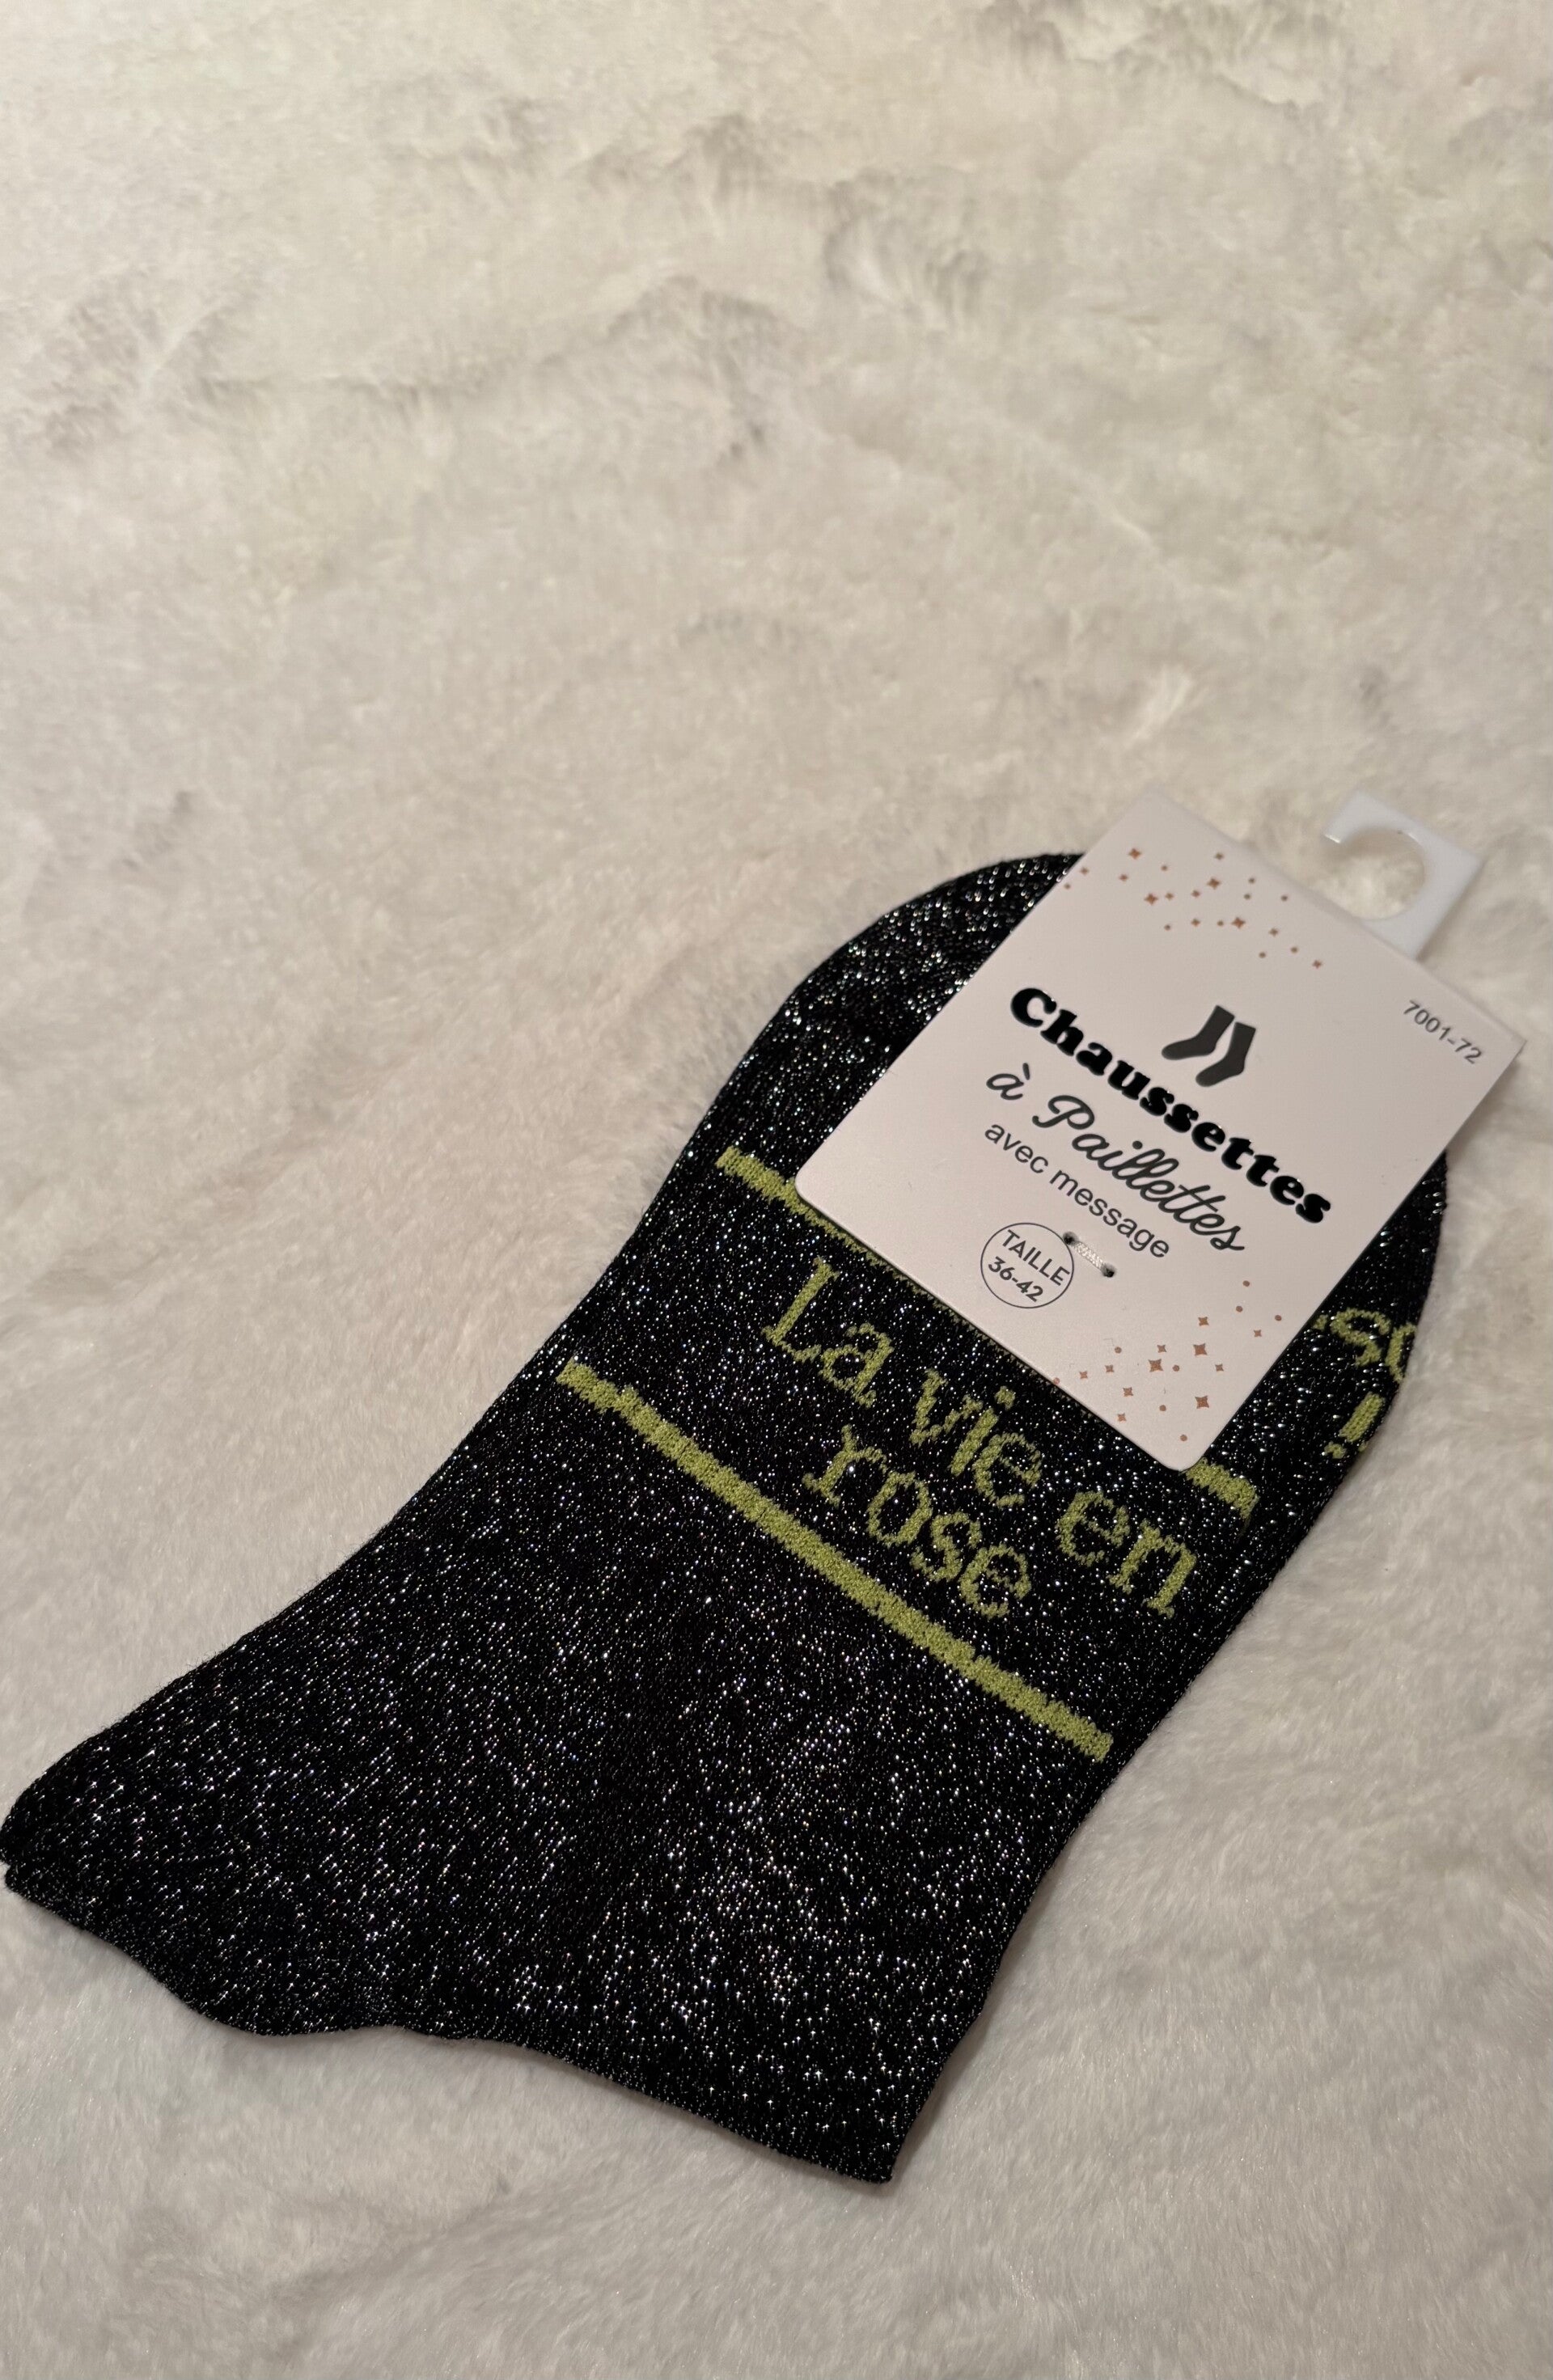 7001-72
Chaussettes
à Paillettes
avec message
TAILLE
36-42
La vie en
rose
!